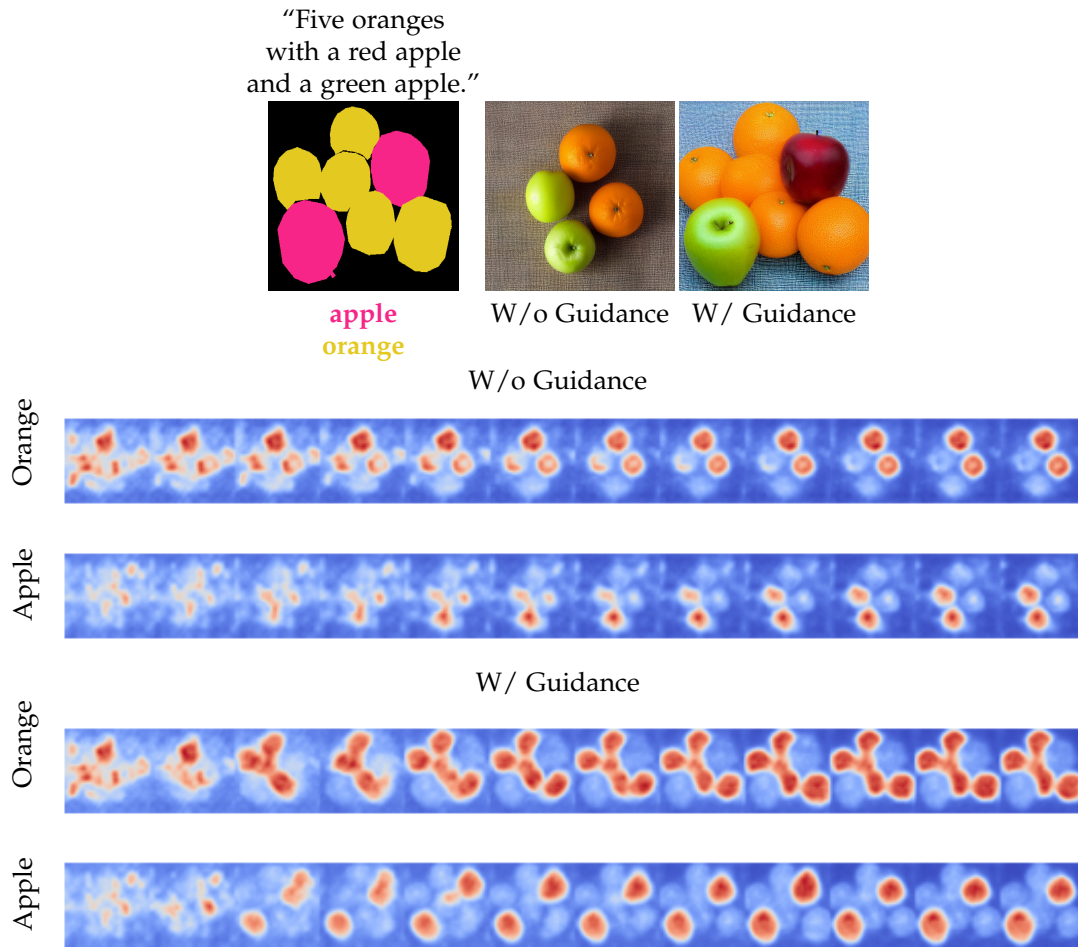 “Five oranges
with a red apple
and a green apple.”
apple
orange
W/o Guidance
W/ Guidance
W/o Guidance
Orange
Apple
W/ Guidance
Orange
Apple